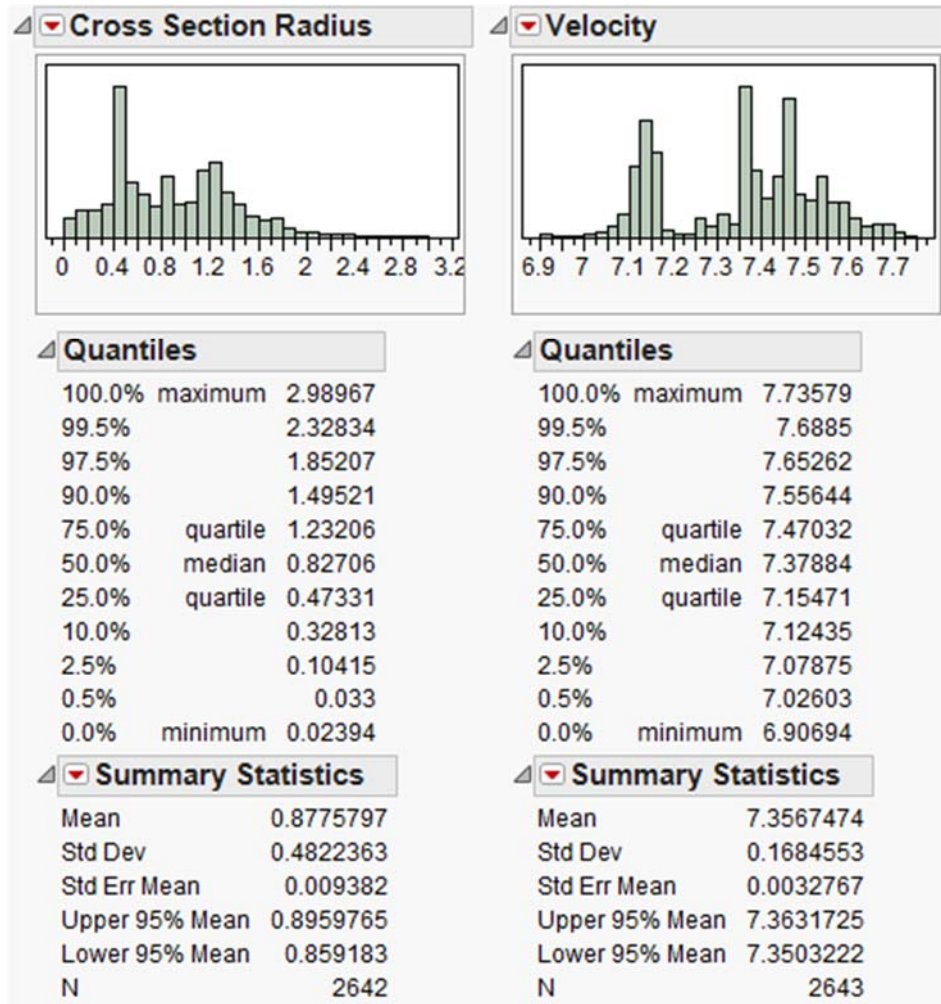 Cross Section Radius
0 0.4 0.8 1.2 1.6 2 2.4 2.8 3.2
Quantiles
100.0% maximum 2.98967
99.5% 2.32834
97.5% 1.85207
90.0% 1.49521
75.0% quartile 1.23206
50.0% median 0.82706
25.0% quartile 0.47331
10.0% 0.32813
2.5% 0.10415
0.5% 0.033
0.0% minimum 0.02394
Summary Statistics
Mean 0.8775797
Std Dev 0.4822363
Std Err Mean 0.009382
Upper 95% Mean 0.8959765
Lower 95% Mean 0.859183
N 2642
Velocity
6.9 7 7.1 7.2 7.3 7.4 7.5 7.6 7.7
Quantiles
100.0% maximum 7.73579
99.5% 7.6885
97.5% 7.65262
90.0% 7.55644
75.0% quartile 7.47032
50.0% median 7.37884
25.0% quartile 7.15471
10.0% 7.12435
2.5% 7.07875
0.5% 7.02603
0.0% minimum 6.90694
Summary Statistics
Mean 7.3567474
Std Dev 0.1684553
Std Err Mean 0.0032767
Upper 95% Mean 7.3631725
Lower 95% Mean 7.3503222
N 2643